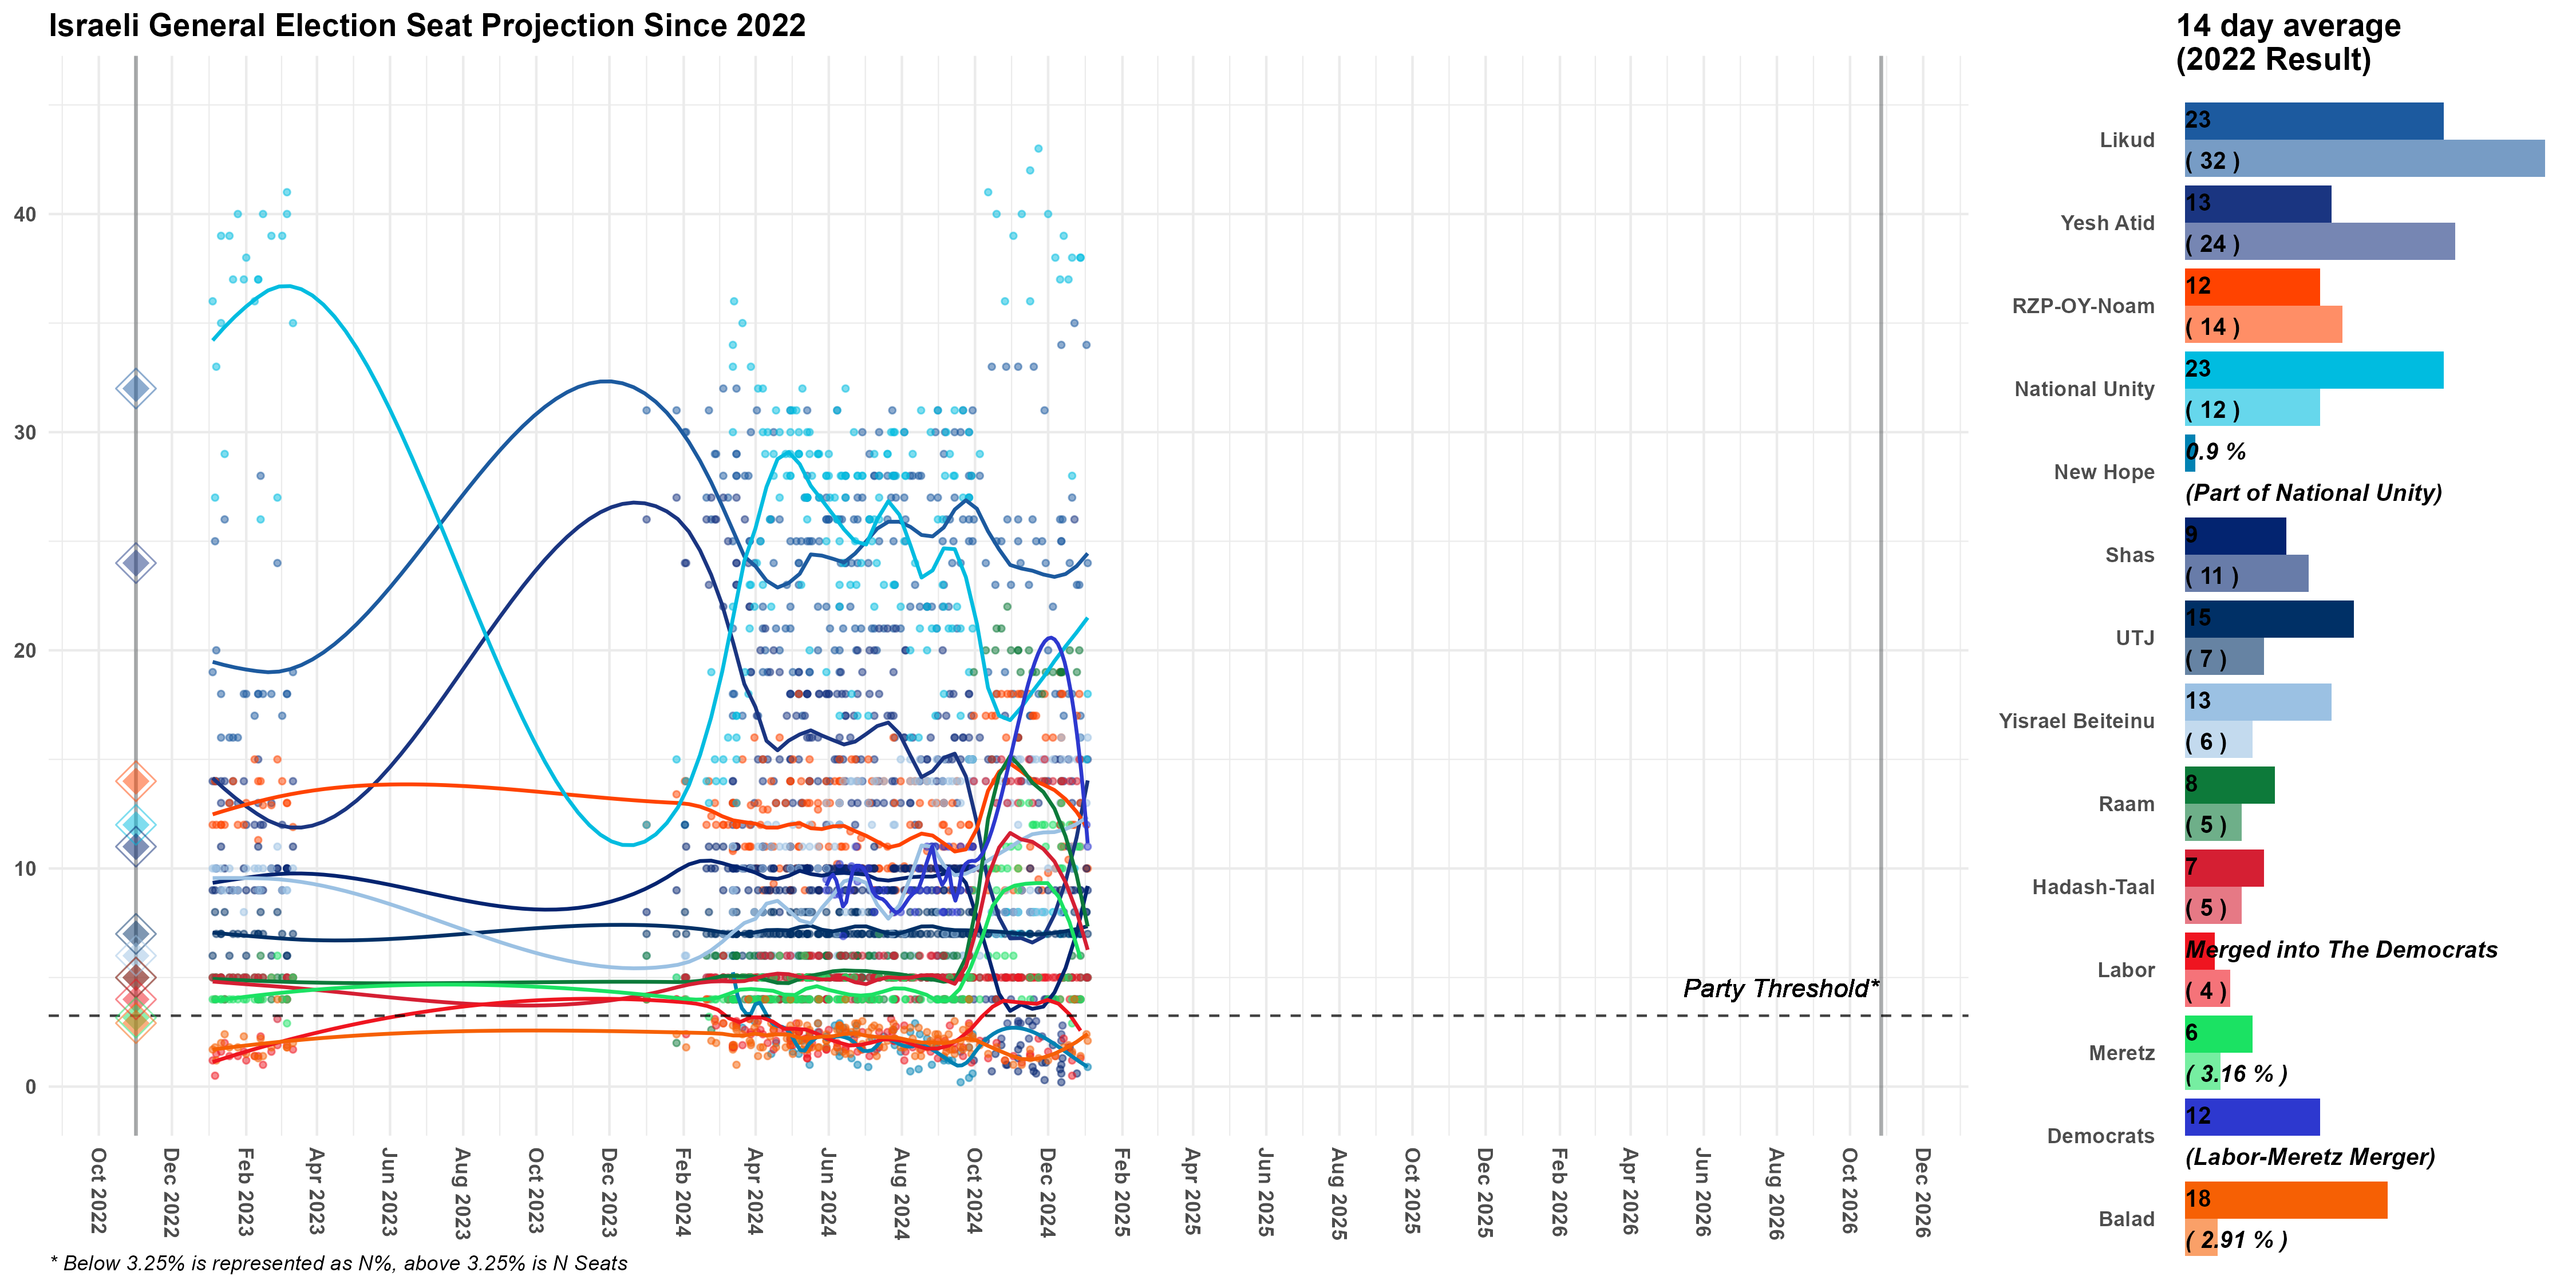 Israeli General Election Seat Projection Since 2022
14 day average
(2022 Result)
40
30
20
10
0
Party Threshold*
Oct 2022
Dec 2022
Feb 2023
Apr 2023
Jun 2023
Aug 2023
Oct 2023
Dec 2023
Feb 2024
Apr 2024
Jun 2024
Aug 2024
Oct 2024
Dec 2024
Feb 2025
Apr 2025
Jun 2025
Aug 2025
Oct 2025
Dec 2025
Feb 2026
Apr 2026
Jun 2026
Aug 2026
Oct 2026
Dec 2026
* Below 3.25% is represented as N%, above 3.25% is N Seats
Likud
23
( 32 )
Yesh Atid
13
( 24 )
RZP-OY-Noam
12
( 14 )
National Unity
23
( 12 )
New Hope
0.9 %
(Part of National Unity)
Shas
9
( 11 )
UTJ
15
( 7 )
Yisrael Beiteinu
13
( 6 )
Raam
8
( 5 )
Hadash-Taal
7
( 5 )
Labor
Merged into The Democrats
( 4 )
Meretz
6
( 3.16 % )
Democrats
12
(Labor-Meretz Merger)
Balad
18
( 2.91 % )